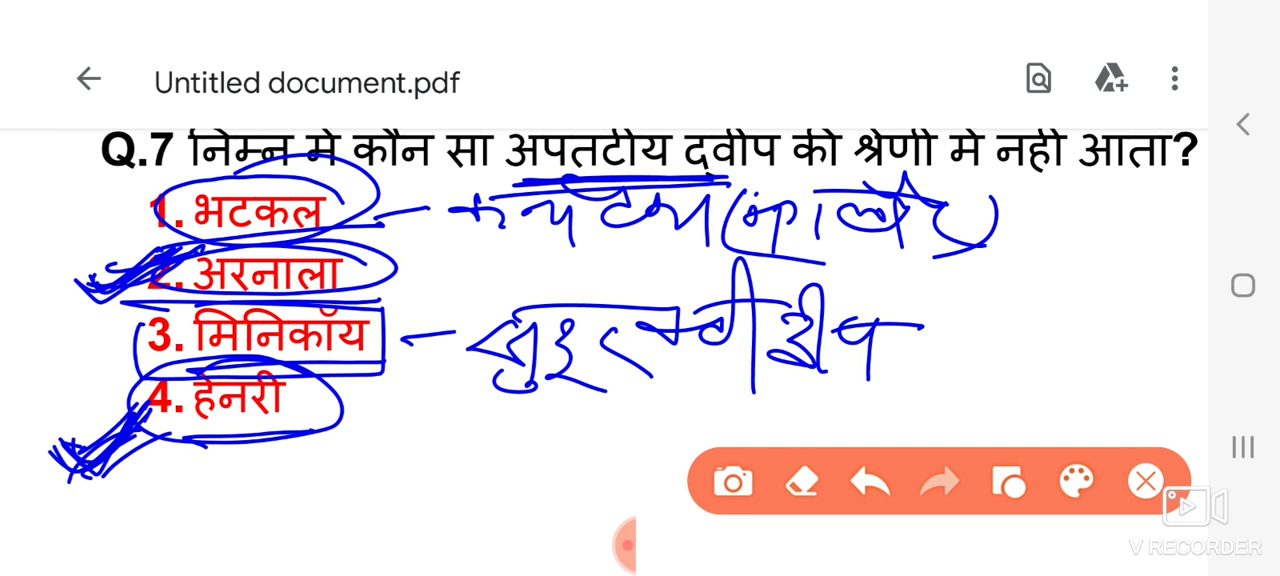 Untitled document.pdf
Q.7 निम्न मे कौन सा अपतटीय द्वीप की श्रेणी मे नही आता?
1. भटकल
2. अरनाला
3. मिनिकॉय
4. हेनरी
V RECORDER